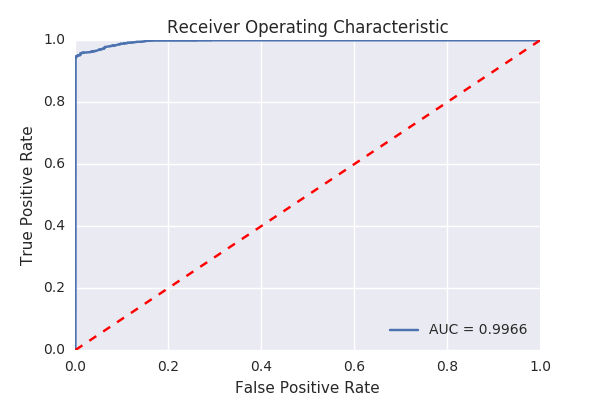 Receiver Operating Characteristic
1.0
0.8
0.6
0.4
0.2
0.0
True Positive Rate
AUC = 0.9966
0.0 0.2 0.4 0.6 0.8 1.0
False Positive Rate